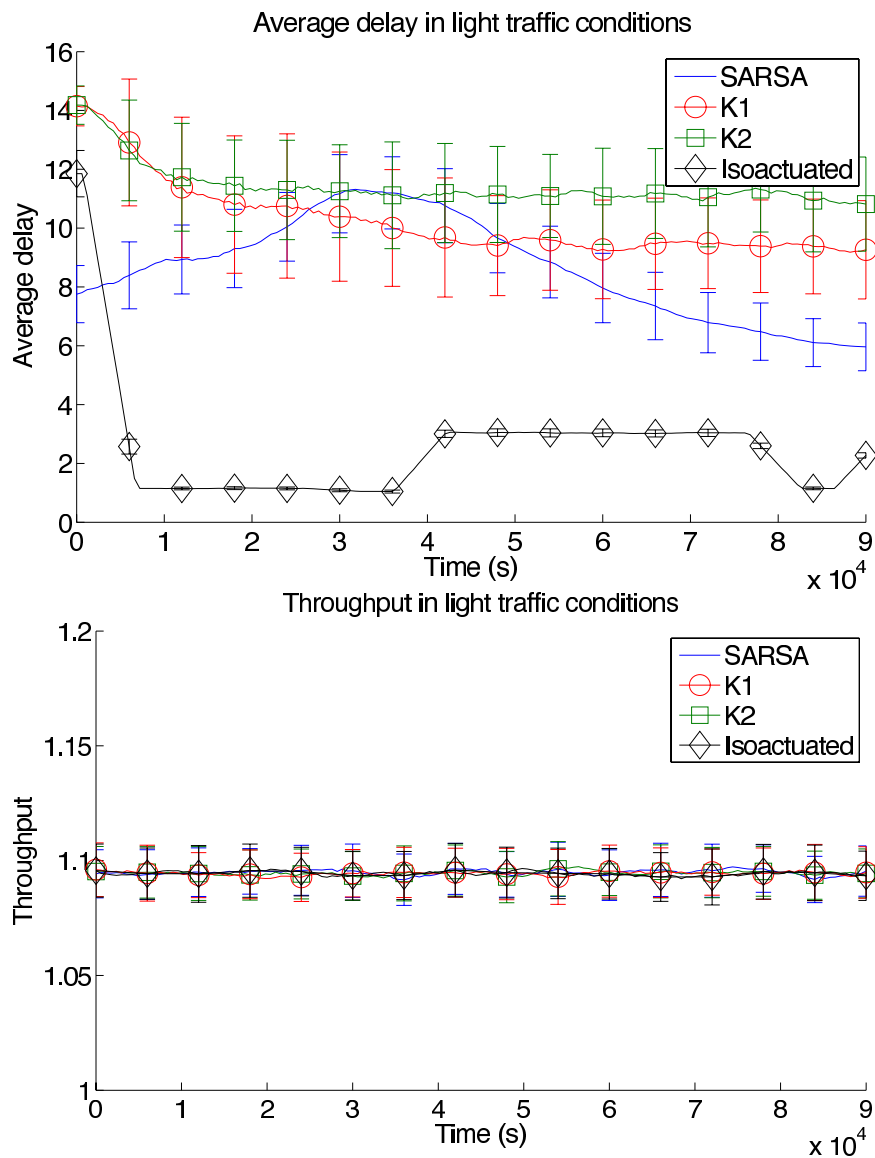 Average delay in light traffic conditions
16
14
12
10
8
6
4
2
0
Average delay
SARSA
K1
K2
Isoactuated
0 1 2 3 4 5 6 7 8 9
Time (s)
x 10^4
Throughput in light traffic conditions
1.2
1.15
1.1
1.05
1
Throughput
SARSA
K1
K2
Isoactuated
0 1 2 3 4 5 6 7 8 9
Time (s)
x 10^4